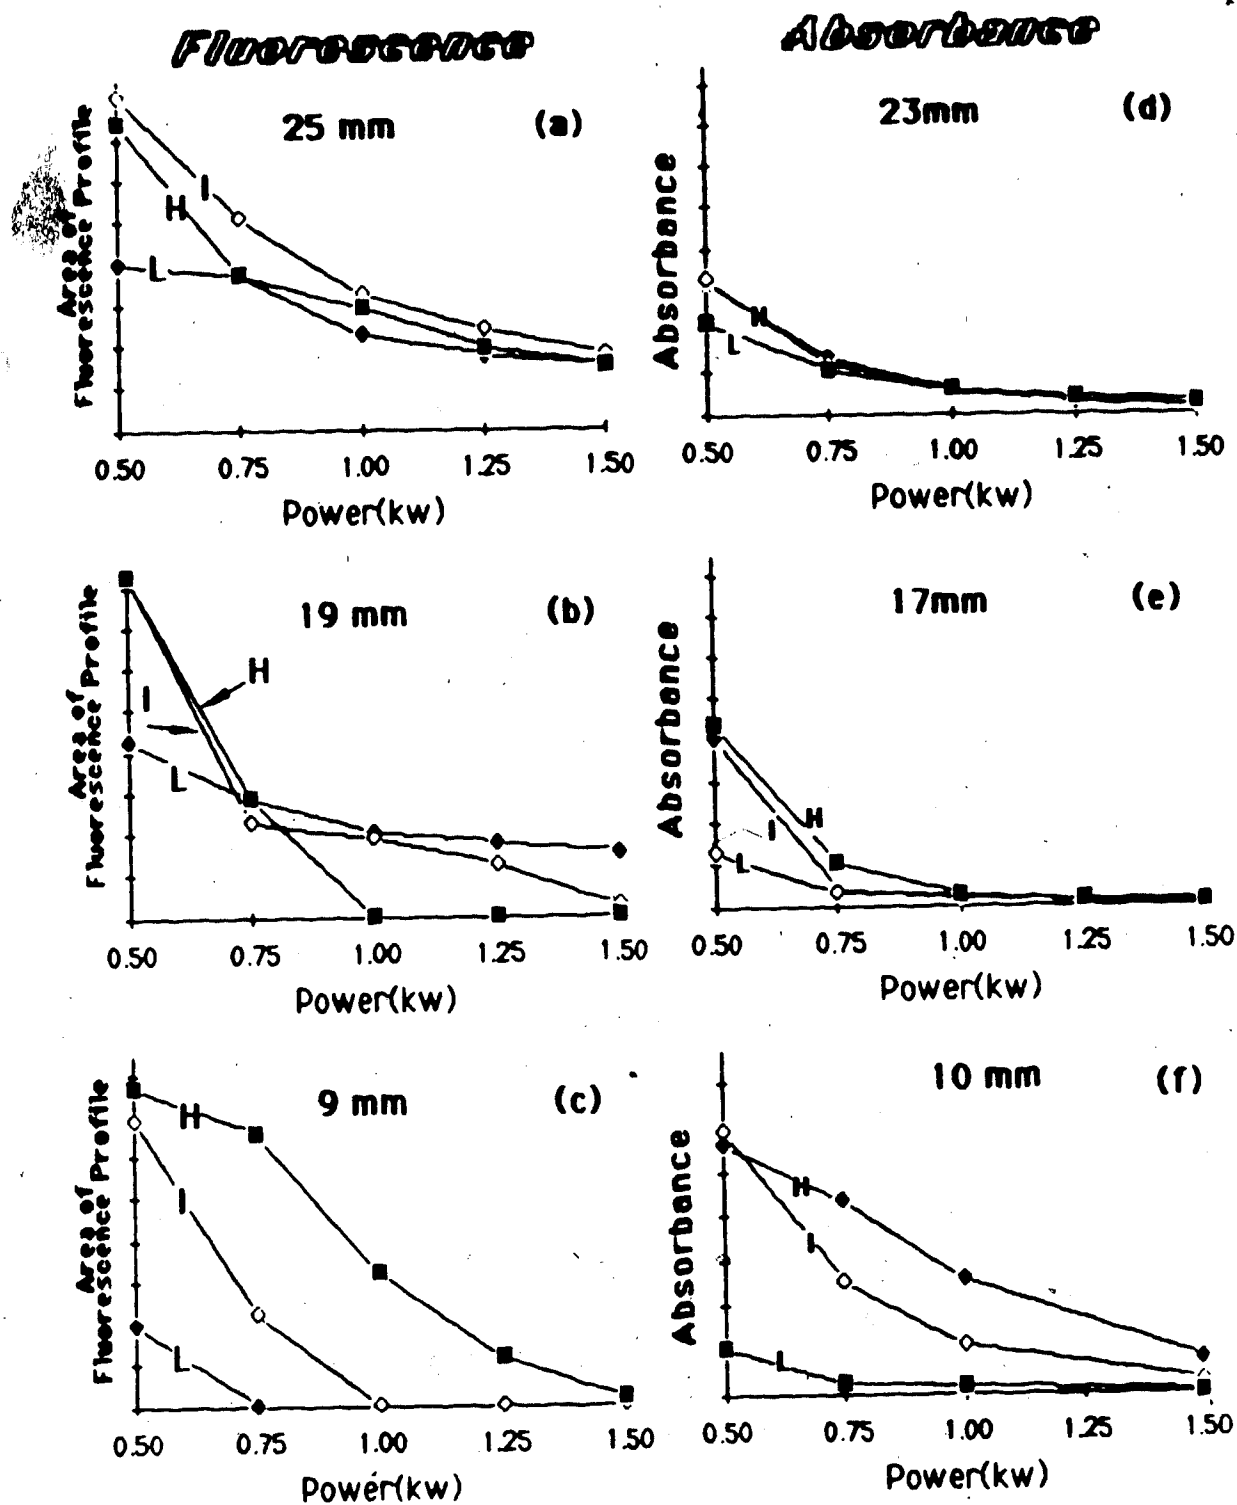 Fluorescence
25 mm
(a)
I
H
L
Area of
Fluorescence Profile
0.50 0.75 1.00 1.25 1.50
Power(kw)
19 mm
(b)
H
I
L
Area of
Fluorescence Profile
0.50 0.75 1.00 1.25 1.50
Power(kw)
9 mm
(c)
H
I
L
Area of
Fluorescence Profile
0.50 0.75 1.00 1.25 1.50
Power(kw)
Absorbance
23mm
(d)
H
L
Absorbance
0.50 0.75 1.00 1.25 1.50
Power(kw)
17mm
(e)
H
I
L
Absorbance
0.50 0.75 1.00 1.25 1.50
Power(kw)
10 mm
(f)
H
I
L
Absorbance
0.50 0.75 1.00 1.25 1.50
Power(kw)